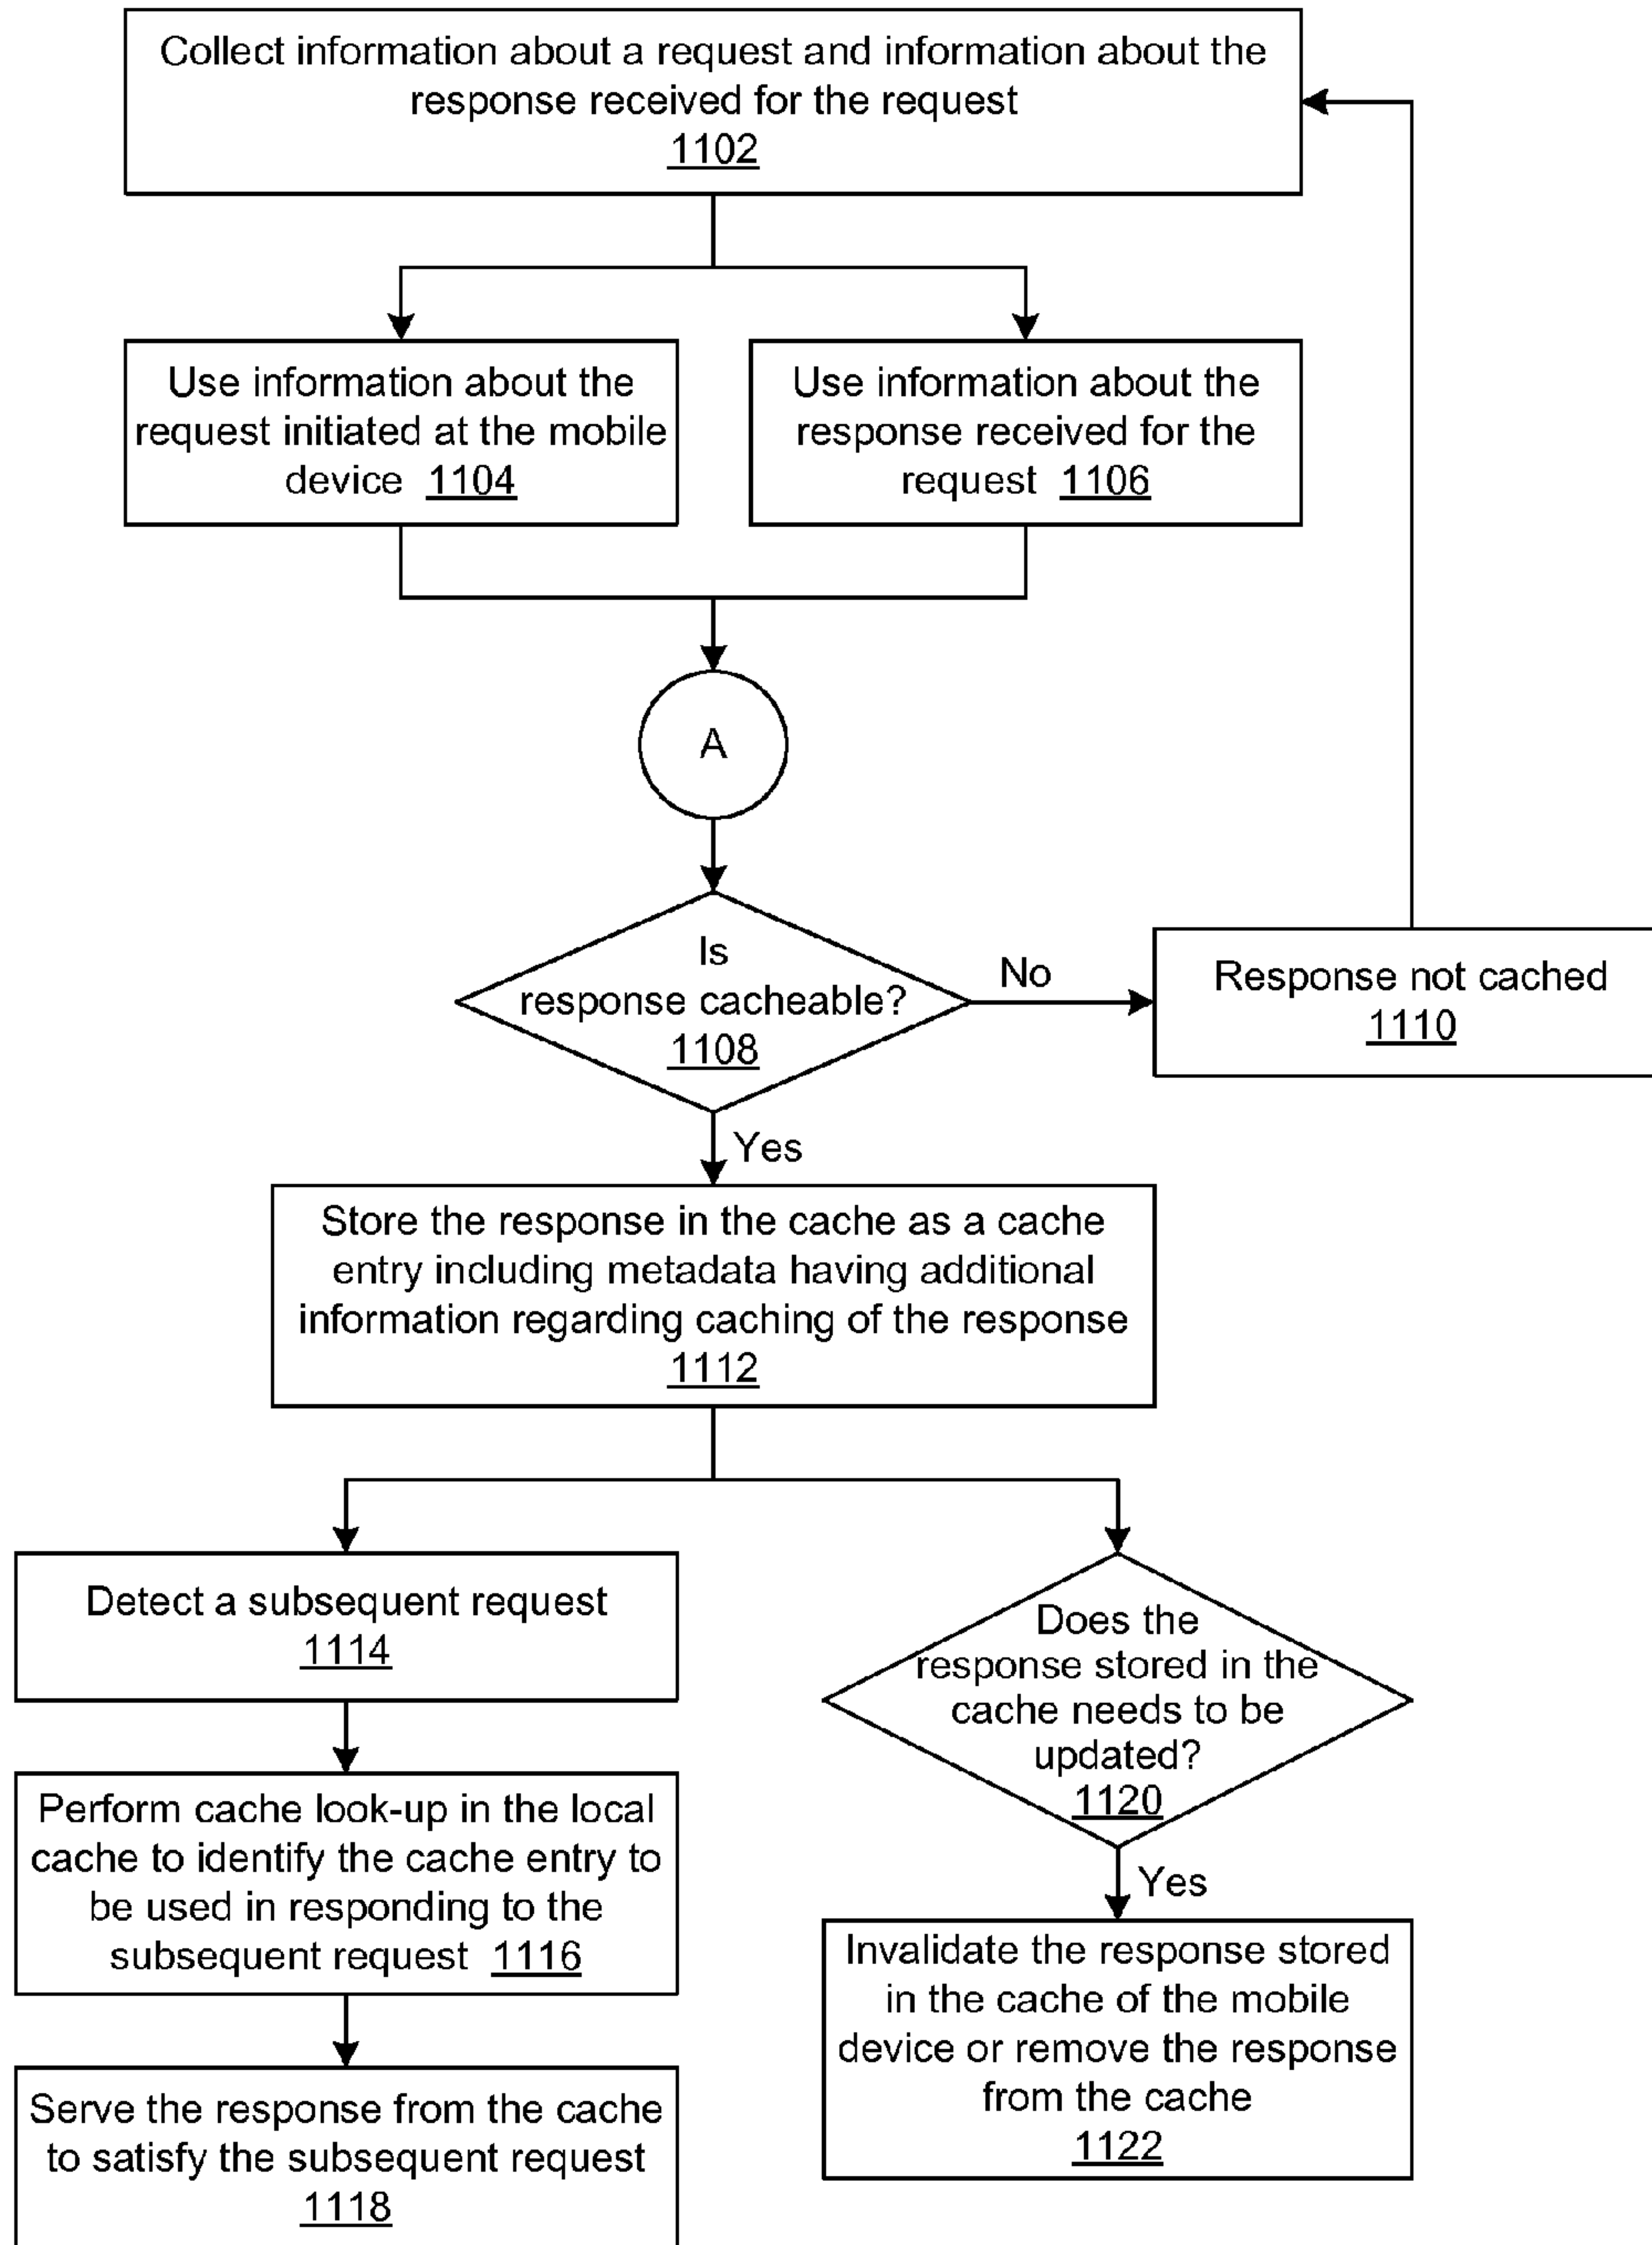 Collect information about a request and information about the
response received for the request
1102
Use information about the
request initiated at the mobile
device 1104
Use information about the
response received for the
request 1106
A
Is
response cacheable?
1108
No
Response not cached
1110
Yes
Store the response in the cache as a cache
entry including metadata having additional
information regarding caching of the response
1112
Detect a subsequent request
1114
Perform cache look-up in the local
cache to identify the cache entry to
be used in responding to the
subsequent request 1116
Serve the response from the cache
to satisfy the subsequent request
1118
Does the
response stored in the
cache needs to be
updated?
1120
Yes
Invalidate the response stored
in the cache of the mobile
device or remove the response
from the cache
1122